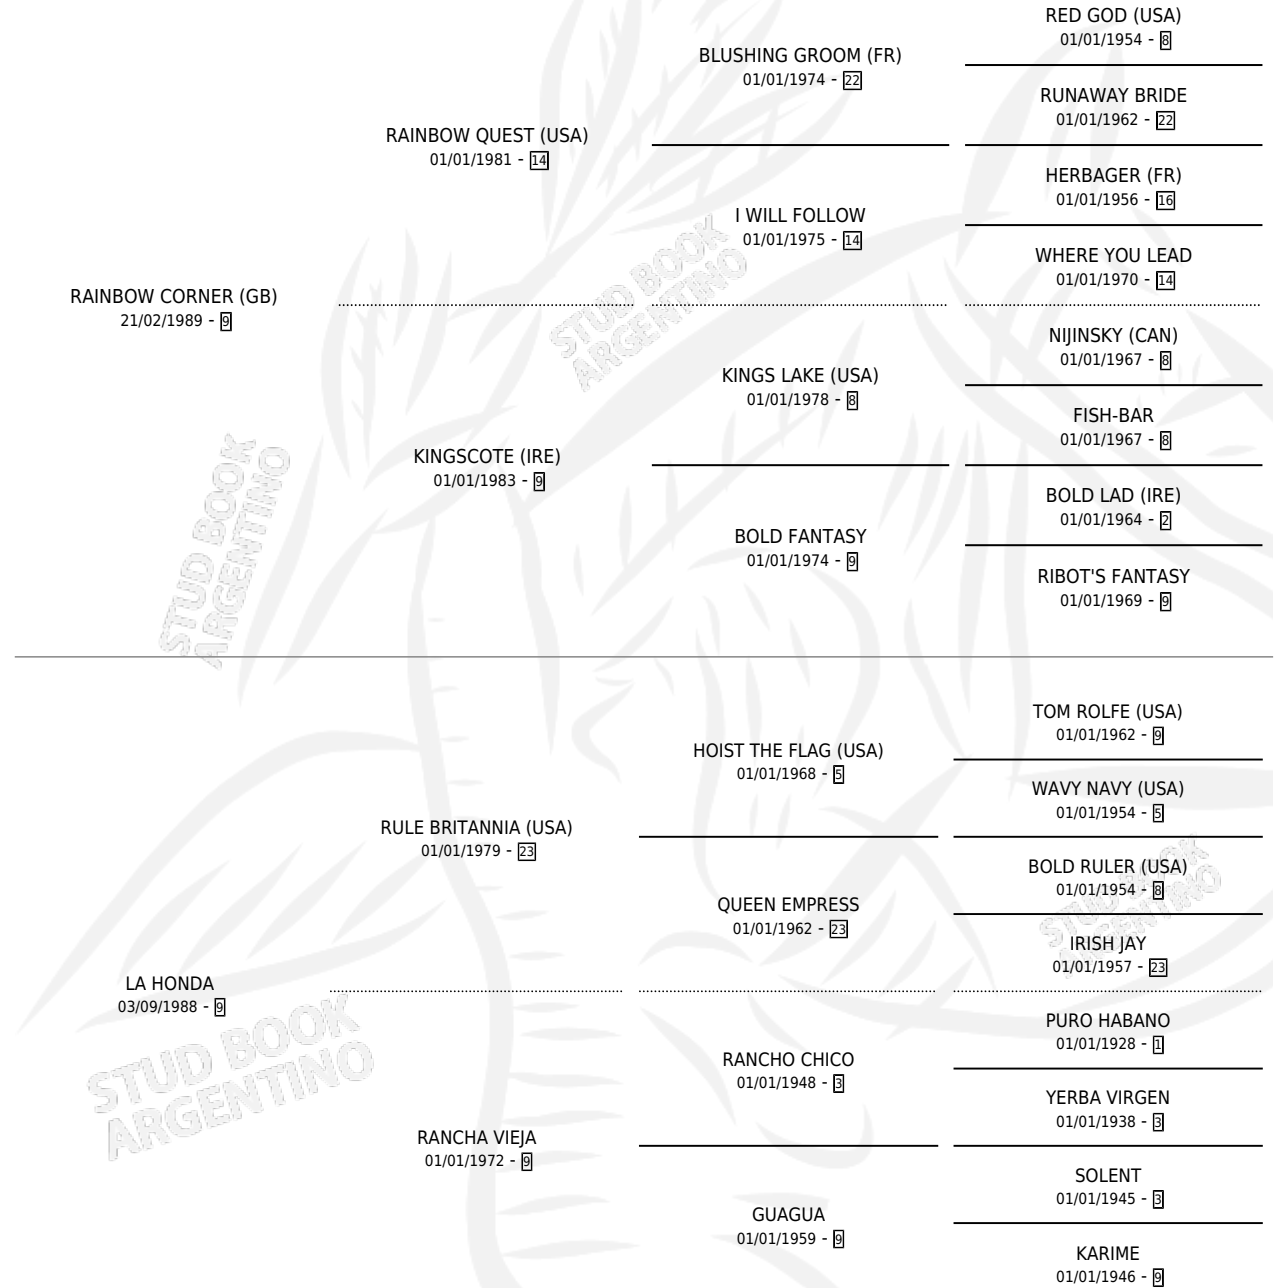 RED GOD (USA)
01/01/1954 - 8
BLUSHING GROOM (FR)
01/01/1974 - 22
RUNAWAY BRIDE
01/01/1962 - 22
RAINBOW QUEST (USA)
01/01/1981 - 14
HERBAGER (FR)
01/01/1956 - 16
I WILL FOLLOW
01/01/1975 - 14
WHERE YOU LEAD
01/01/1970 - 14
RAINBOW CORNER (GB)
21/02/1989 - 9
STUD BOOK
ARGENTINO
NIJINSKY (CAN)
01/01/1967 - 8
KINGS LAKE (USA)
01/01/1978 - 8
FISH-BAR
01/01/1967 - 8
KINGSCOTE (IRE)
01/01/1983 - 9
BOLD LAD (IRE)
01/01/1964 - 2
BOLD FANTASY
01/01/1974 - 9
RIBOT'S FANTASY
01/01/1969 - 9
STUD BOOK
ARGENTINO
TOM ROLFE (USA)
01/01/1962 - 9
HOIST THE FLAG (USA)
01/01/1968 - 5
WAVY NAVY (USA)
01/01/1954 - 5
RULE BRITANNIA (USA)
01/01/1979 - 23
BOLD RULER (USA)
01/01/1954 - 8
QUEEN EMPRESS
01/01/1962 - 23
STUD BOOK
ARGENTINO
IRISH JAY
01/01/1957 - 23
LA HONDA
03/09/1988 - 9
PURO HABANO
01/01/1928 - 1
RANCHO CHICO
01/01/1948 - 3
YERBA VIRGEN
01/01/1938 - 3
STUD BOOK
ARGENTINO
RANCHA VIEJA
01/01/1972 - 9
SOLENT
01/01/1945 - 3
GUAGUA
01/01/1959 - 9
KARIME
01/01/1946 - 9